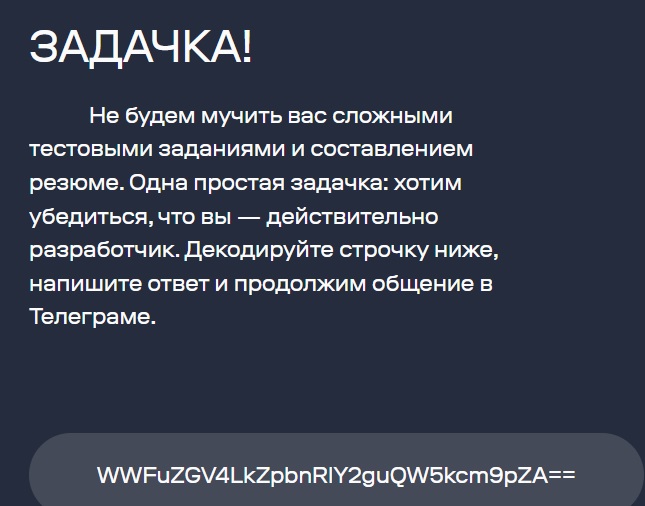 ЗАДАЧКА!
Не будем мучить вас сложными
тестовыми заданиями и составлением
резюме. Одна простая задачка: хотим
убедиться, что вы — действительно
разработчик. Декодируйте строчку ниже,
напишите ответ и продолжим общение в
Телеграме.
WWFuZGV4LkZpbnRlY2guQW5kcm9pZA==